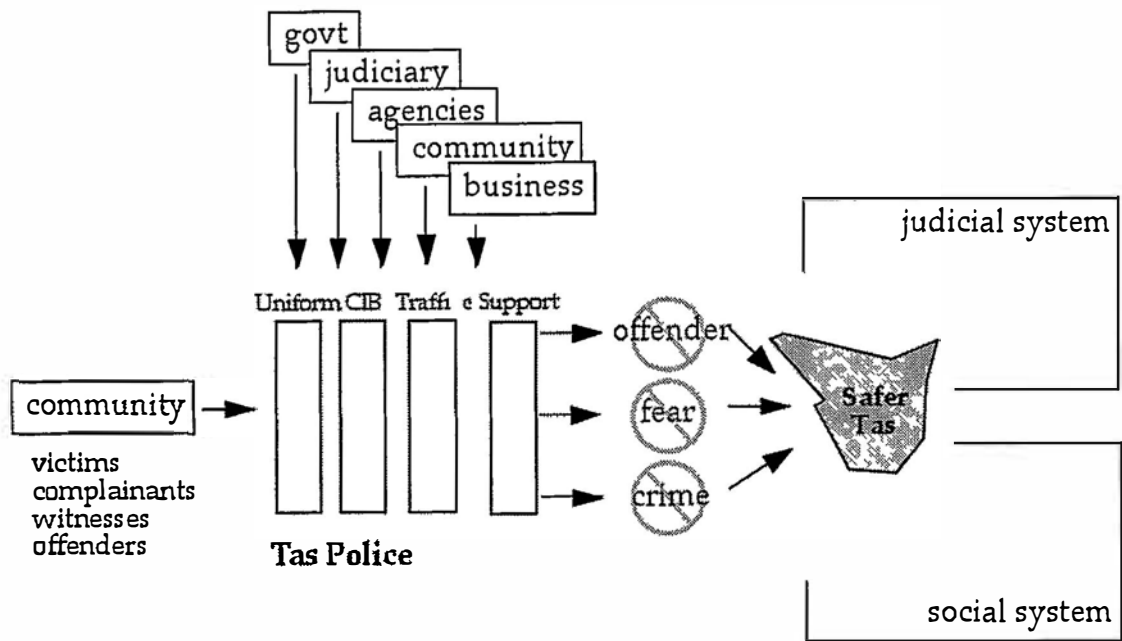 govt
judiciary
agencies
community
business
judicial system
Uniform CIB Traffi c Support
offender
community
fear
Safer
Tas
victims
complainants
witnesses
offenders
crime
Tas Police
social system